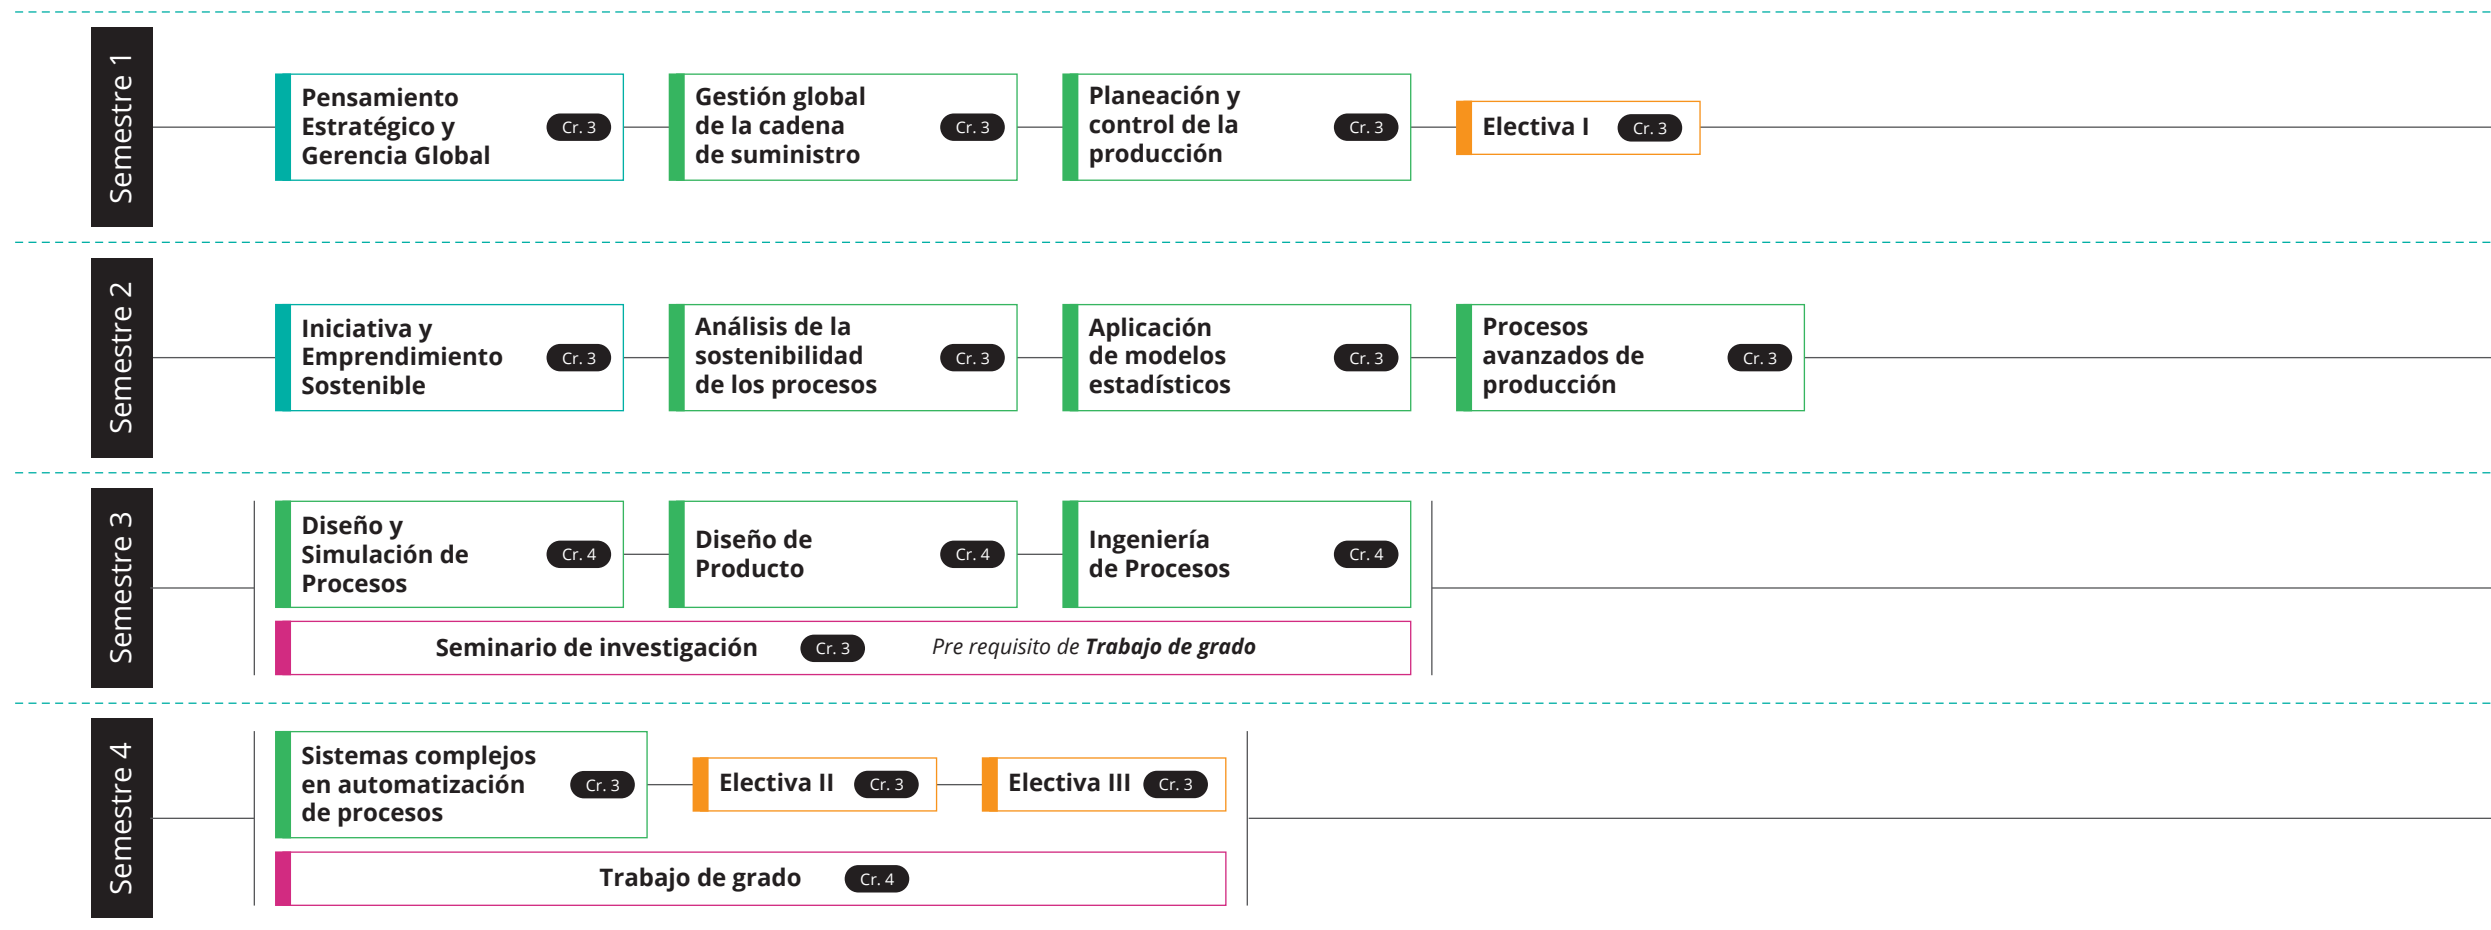 Semestre 1
Pensamiento
Estratégico y
Gerencia Global
Cr. 3
Gestión global
de la cadena
de suministro
Cr. 3
Planeación y
control de la
producción
Cr. 3
Electiva I
Cr. 3
Semestre 2
Iniciativa y
Emprendimiento
Sostenible
Cr. 3
Análisis de la
sostenibilidad
de los procesos
Cr. 3
Aplicación
de modelos
estadísticos
Cr. 3
Procesos
avanzados de
producción
Cr. 3
Semestre 3
Diseño y
Simulación de
Procesos
Cr. 4
Diseño de
Producto
Cr. 4
Ingeniería
de Procesos
Cr. 4
Seminario de investigación
Cr. 3
Pre requisito de Trabajo de grado
Semestre 4
Sistemas complejos
en automatización
de procesos
Cr. 3
Electiva II
Cr. 3
Electiva III
Cr. 3
Trabajo de grado
Cr. 4